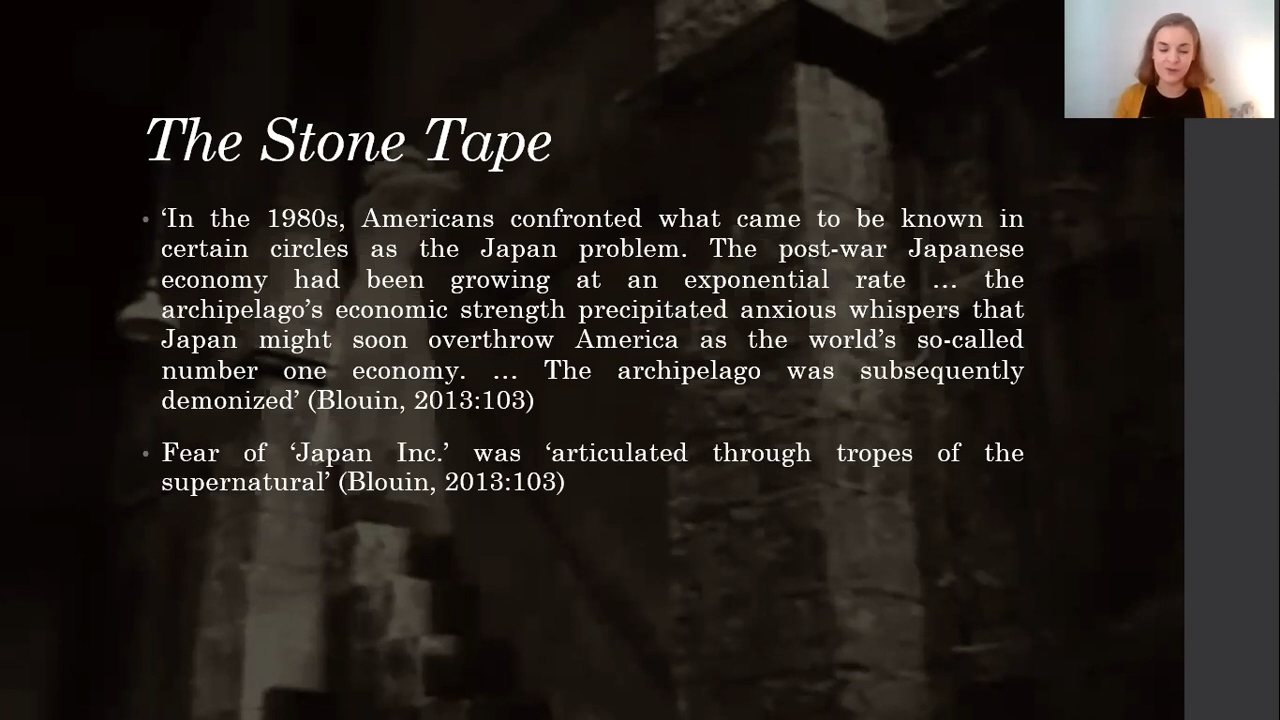 The Stone Tape
• ‘In the 1980s, Americans confronted what came to be known in
certain circles as the Japan problem. The post-war Japanese
economy had been growing at an exponential rate … the
archipelago’s economic strength precipitated anxious whispers that
Japan might soon overthrow America as the world’s so-called
number one economy. … The archipelago was subsequently
demonized’ (Blouin, 2013:103)
• Fear of ‘Japan Inc.’ was ‘articulated through tropes of the
supernatural’ (Blouin, 2013:103)